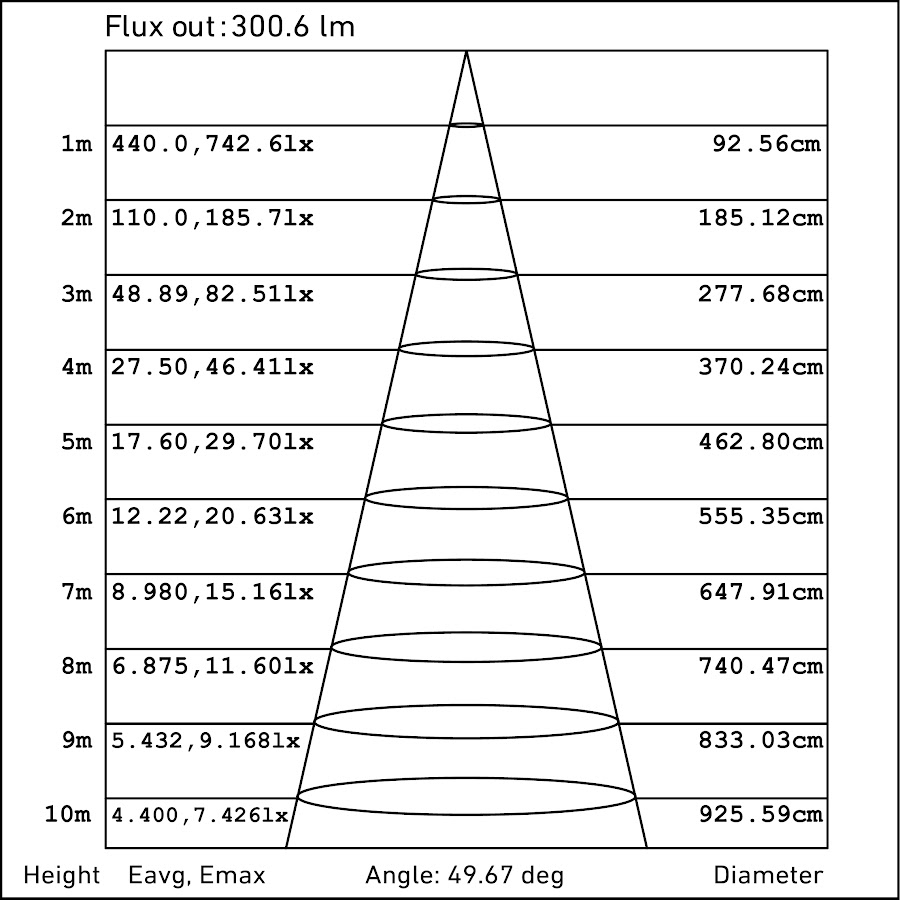 Flux out:300.6 lm
1m 440.0,742.6lx 92.56cm
2m 110.0,185.7lx 185.12cm
3m 48.89,82.51lx 277.68cm
4m 27.50,46.41lx 370.24cm
5m 17.60,29.70lx 462.80cm
6m 12.22,20.63lx 555.35cm
7m 8.980,15.16lx 647.91cm
8m 6.875,11.60lx 740.47cm
9m 5.432,9.168lx 833.03cm
10m 4.400,7.426lx 925.59cm
Height Eavg, Emax Angle: 49.67 deg Diameter